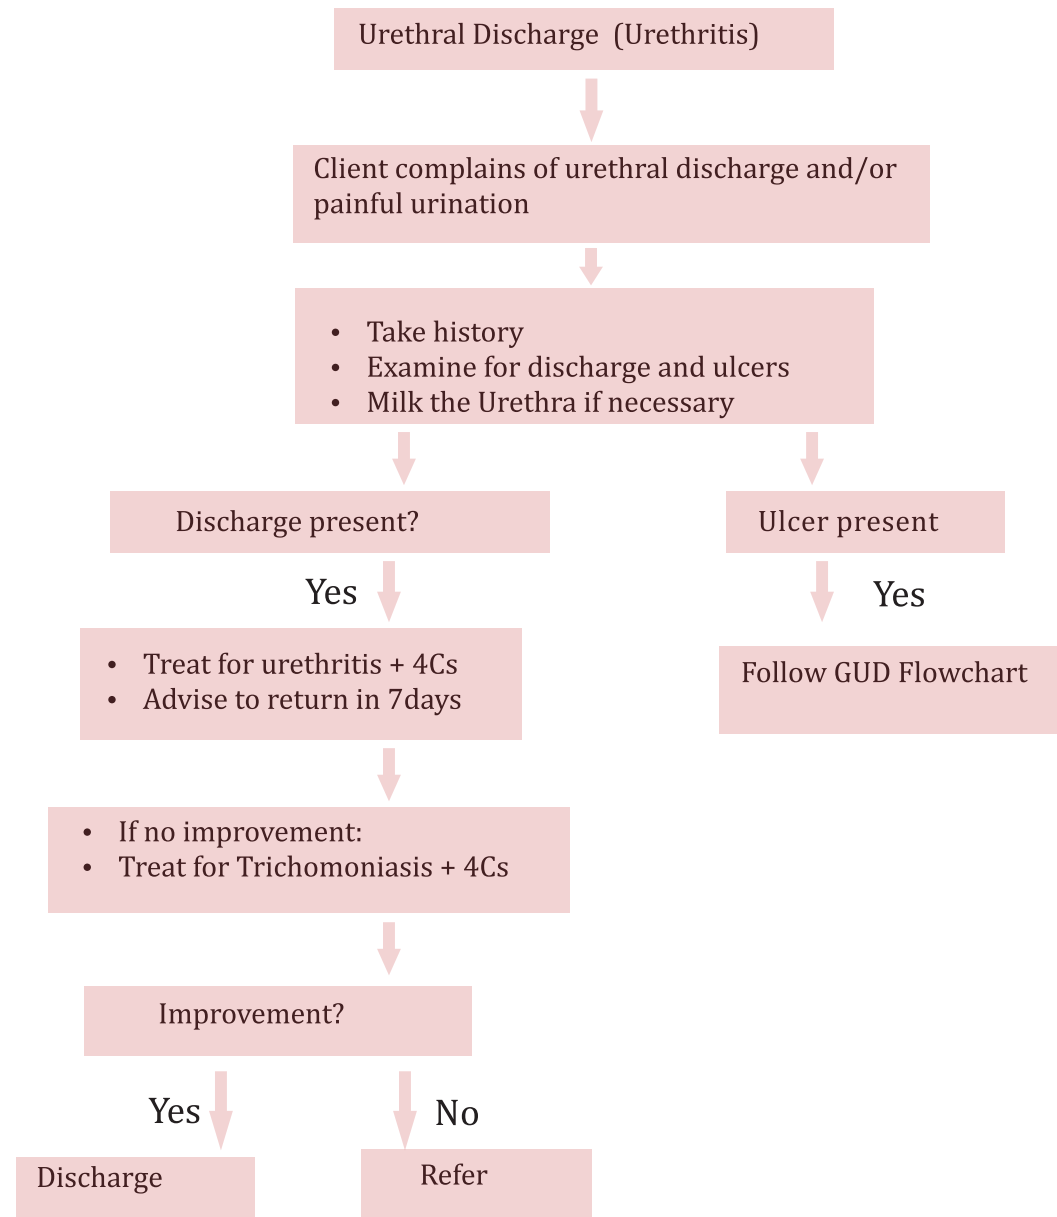 Urethral Discharge  (Urethritis)
Client complains of urethral discharge and/or
painful urination
• Take history
• Examine for discharge and ulcers
• Milk the Urethra if necessary
Discharge present?
Ulcer present
Yes
Yes
• Treat for urethritis + 4Cs
• Advise to return in 7days
Follow GUD Flowchart
• If no improvement:
• Treat for Trichomoniasis + 4Cs
Improvement?
Yes
No
Discharge
Refer